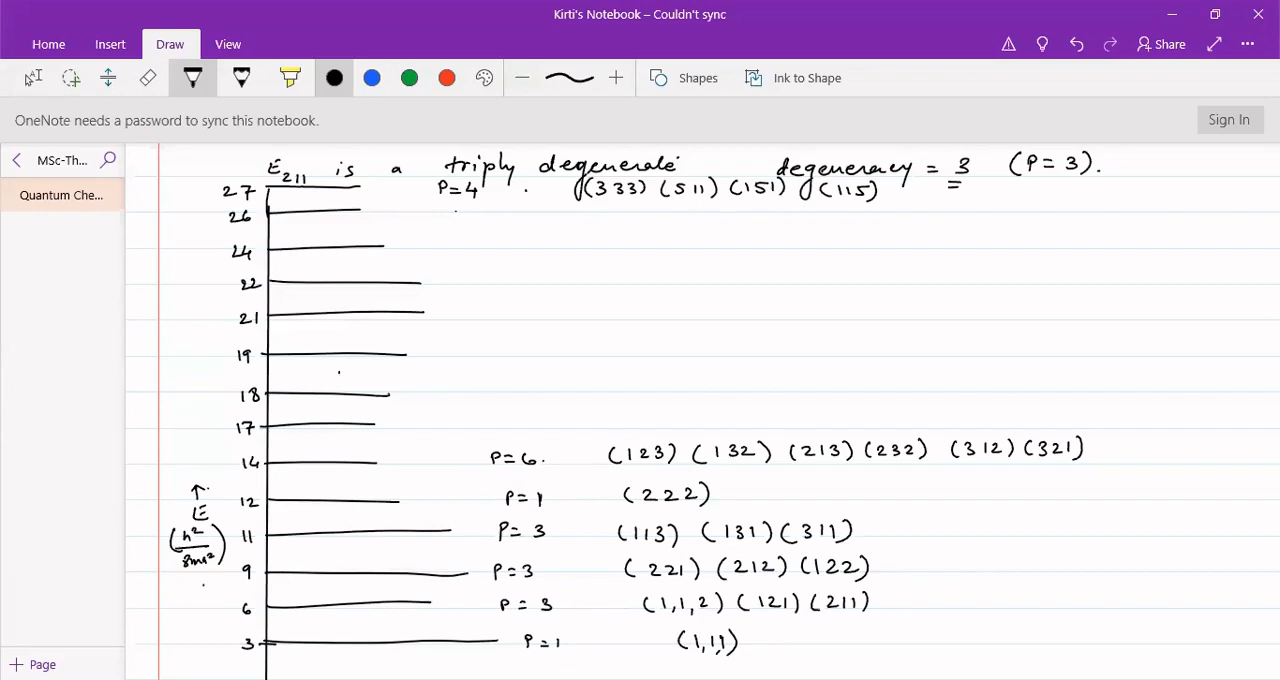 Kirti's Notebook – Couldn't sync
Home Insert Draw View Share
Shapes Ink to Shape
OneNote needs a password to sync this notebook. Sign In
MSc-Th...
Quantum Che...
E₂₁₁ is a triply degenerate degeneracy = 3 (P = 3).
27 P=4 . (333) (511) (151) (115)
26
24
22
21
19
18
17
14 P=6. (123) (132) (213) (232) (312) (321)
12 P=1 (222)
↑
E
(h²/8ma²)
11 P=3 (113) (131) (311)
9 P=3 (221) (212) (122)
6 P=3 (1,1,2) (121) (211)
3 P=1 (1,1,1)
+ Page